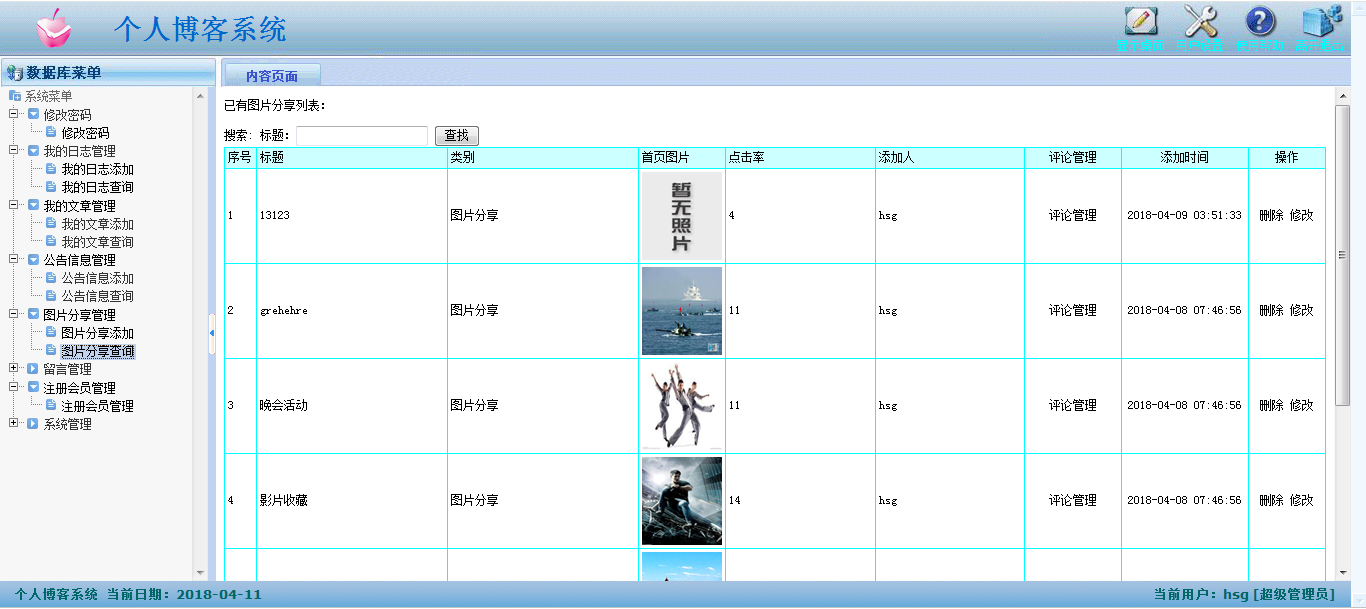 个人博客系统
数据库菜单
系统菜单
修改密码
修改密码
我的日志管理
我的日志添加
我的日志查询
我的文章管理
我的文章添加
我的文章查询
公告信息管理
公告信息添加
公告信息查询
图片分享管理
图片分享添加
图片分享查询
留言管理
注册会员管理
注册会员管理
系统管理
内容页面
已有图片分享列表：
搜索: 标题： 查找
序号 标题 类别 首页图片 点击率 添加人 评论管理 添加时间 操作
1 13123 图片分享 暂无照片 4 hsg 评论管理 2018-04-09 03:51:33 删除 修改
2 grehehre 图片分享 11 hsg 评论管理 2018-04-08 07:46:56 删除 修改
3 晚会活动 图片分享 11 hsg 评论管理 2018-04-08 07:46:56 删除 修改
4 影片收藏 图片分享 14 hsg 评论管理 2018-04-08 07:46:56 删除 修改
个人博客系统 当前日期：2018-04-11
当前用户：hsg [超级管理员]